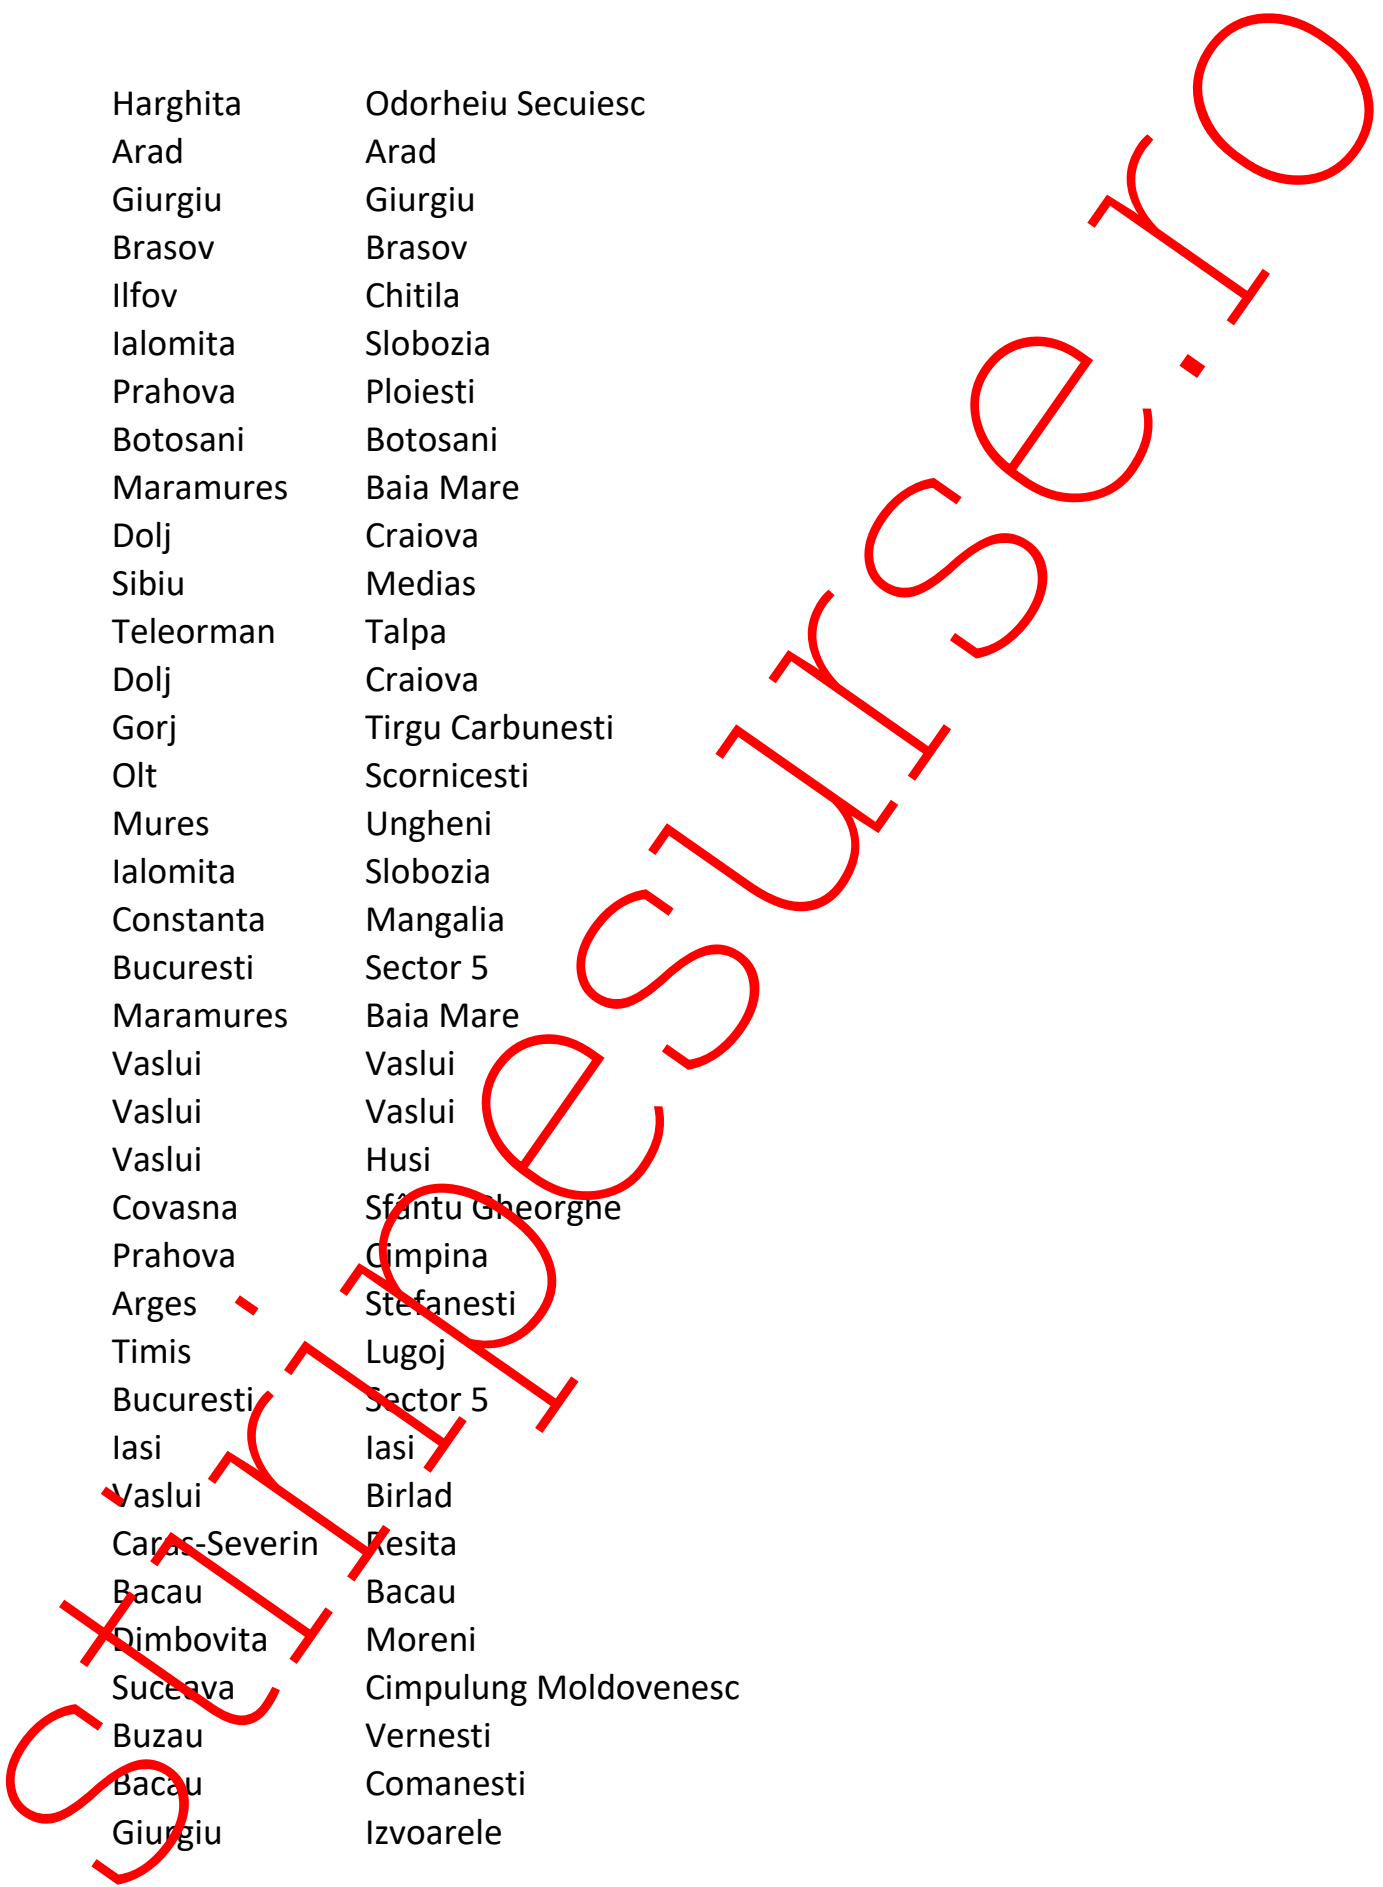 Harghita Odorheiu Secuiesc
Arad Arad
Giurgiu Giurgiu
Brasov Brasov
Ilfov Chitila
Ialomita Slobozia
Prahova Ploiesti
Botosani Botosani
Maramures Baia Mare
Dolj Craiova
Sibiu Medias
Teleorman Talpa
Dolj Craiova
Gorj Tirgu Carbunesti
Olt Scornicesti
Mures Ungheni
Ialomita Slobozia
Constanta Mangalia
Bucuresti Sector 5
Maramures Baia Mare
Vaslui Vaslui
Vaslui Vaslui
Vaslui Husi
Covasna Sfântu Gheorghe
Prahova Cimpina
Arges Stefanesti
Timis Lugoj
Bucuresti Sector 5
Iasi Iasi
Vaslui Birlad
Caras-Severin Resita
Bacau Bacau
Dimbovita Moreni
Suceava Cimpulung Moldovenesc
Buzau Vernesti
Bacau Comanesti
Giurgiu Izvoarele
stiripesurse.ro